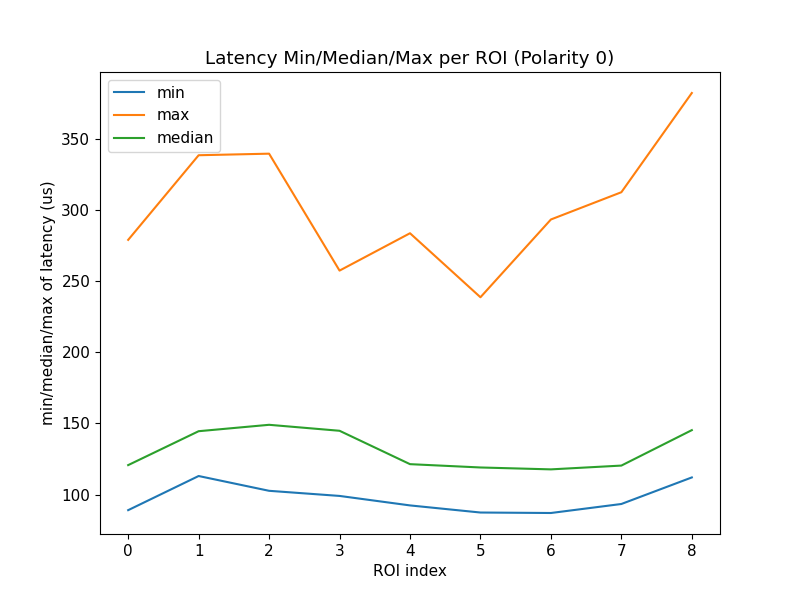 Latency Min/Median/Max per ROI (Polarity 0)
min
max
median
min/median/max of latency (us)
350
300
250
200
150
100
0 1 2 3 4 5 6 7 8
ROI index